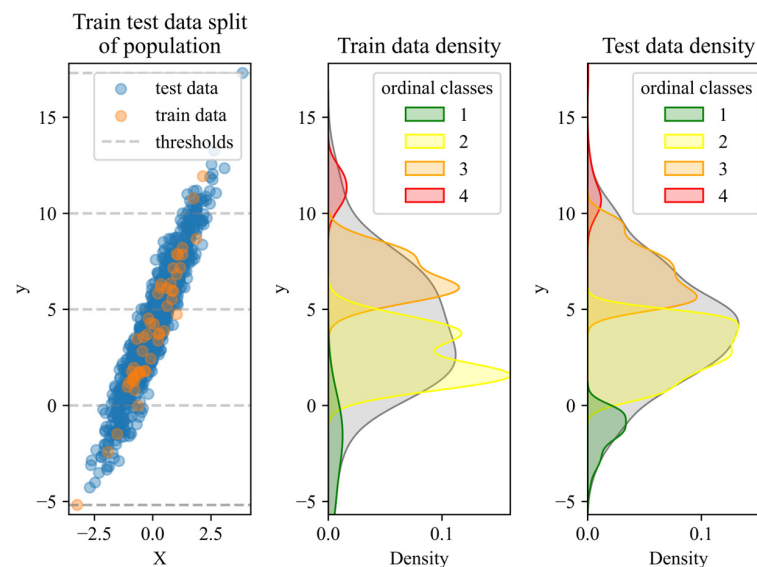 Train test data split
of population
test data
train data
thresholds
y
15
10
5
0
−5
−2.5
0.0
2.5
X
Train data density
ordinal classes
1
2
3
4
y
15
10
5
0
−5
0.0
0.1
Density
Test data density
ordinal classes
1
2
3
4
y
15
10
5
0
−5
0.0
0.1
Density